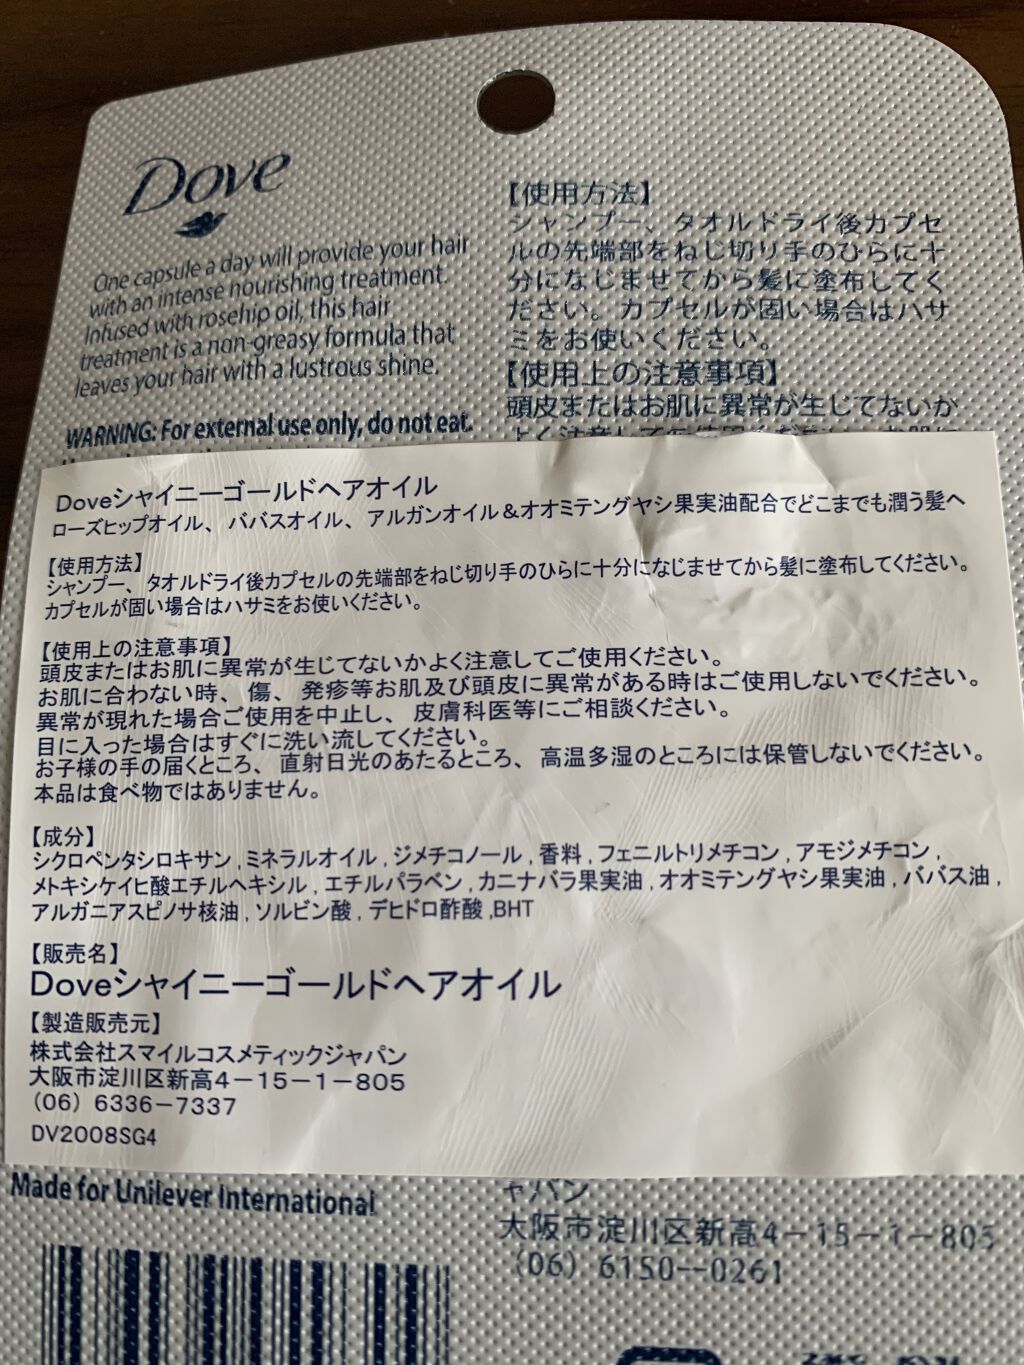 Dove
One capsule a day will provide your hair
with an intense nourishing treatment.
Infused with rosehip oil, this hair
treatment is a non-greasy formula that
leaves your hair with a lustrous shine.
WARNING: For external use only, do not eat.
【使用方法】
シャンプー、タオルドライ後カプセ
ルの先端部をねじ切り手のひらに十
分になじませてから髪に塗布してく
ださい。カプセルが固い場合はハサ
ミをお使いください。
【使用上の注意事項】
頭皮またはお肌に異常が生じてないか
Doveシャイニーゴールドヘアオイル
ローズヒップオイル、ババスオイル、アルガンオイル&オオミテングヤシ果実油配合でどこまでも潤う髪へ
【使用方法】
シャンプー、タオルドライ後カプセルの先端部をねじ切り手のひらに十分になじませてから髪に塗布してください。
カプセルが固い場合はハサミをお使いください。
【使用上の注意事項】
頭皮またはお肌に異常が生じてないかよく注意してご使用ください。
お肌に合わない時、傷、発疹等お肌及び頭皮に異常がある時はご使用しないでください。
異常が現れた場合ご使用を中止し、皮膚科医等にご相談ください。
目に入った場合はすぐに洗い流してください。
お子様の手の届くところ、直射日光のあたるところ、高温多湿のところには保管しないでください。
本品は食べ物ではありません。
【成分】
シクロペンタシロキサン,ミネラルオイル,ジメチコノール,香料,フェニルトリメチコン,アモジメチコン,
メトキシケイヒ酸エチルヘキシル,エチルパラベン,カニナバラ果実油,オオミテングヤシ果実油,ババス油,
アルガニアスピノサ核油,ソルビン酸,デヒドロ酢酸,BHT
【販売名】
Doveシャイニーゴールドヘアオイル
【製造販売元】
株式会社スマイルコスメティックジャパン
大阪市淀川区新高4-15-1-805
(06) 6336-7337
DV2008SG4
Made for Unilever International
ャパン
大阪市淀川区新高4-15-1-805
(06) 6150--0261